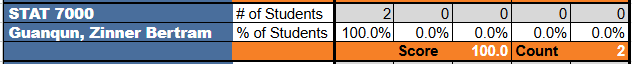 STAT 7000 # of Students 2 0 0 0 0
Guanqun, Zinner Bertram % of Students 100.0% 0.0% 0.0% 0.0% 0.0%
Score 100.0 Count 2